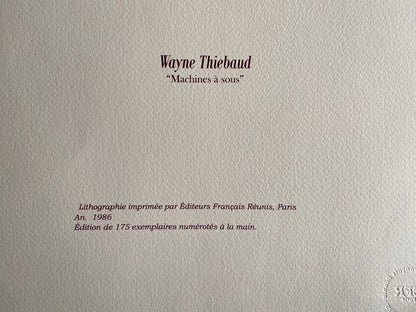 Wayne Thiebaud
"Machines à sous"
Lithographie imprimée par Éditeurs Français Réunis, Paris
An. 1986
Édition de 175 exemplaires numérotés à la main.